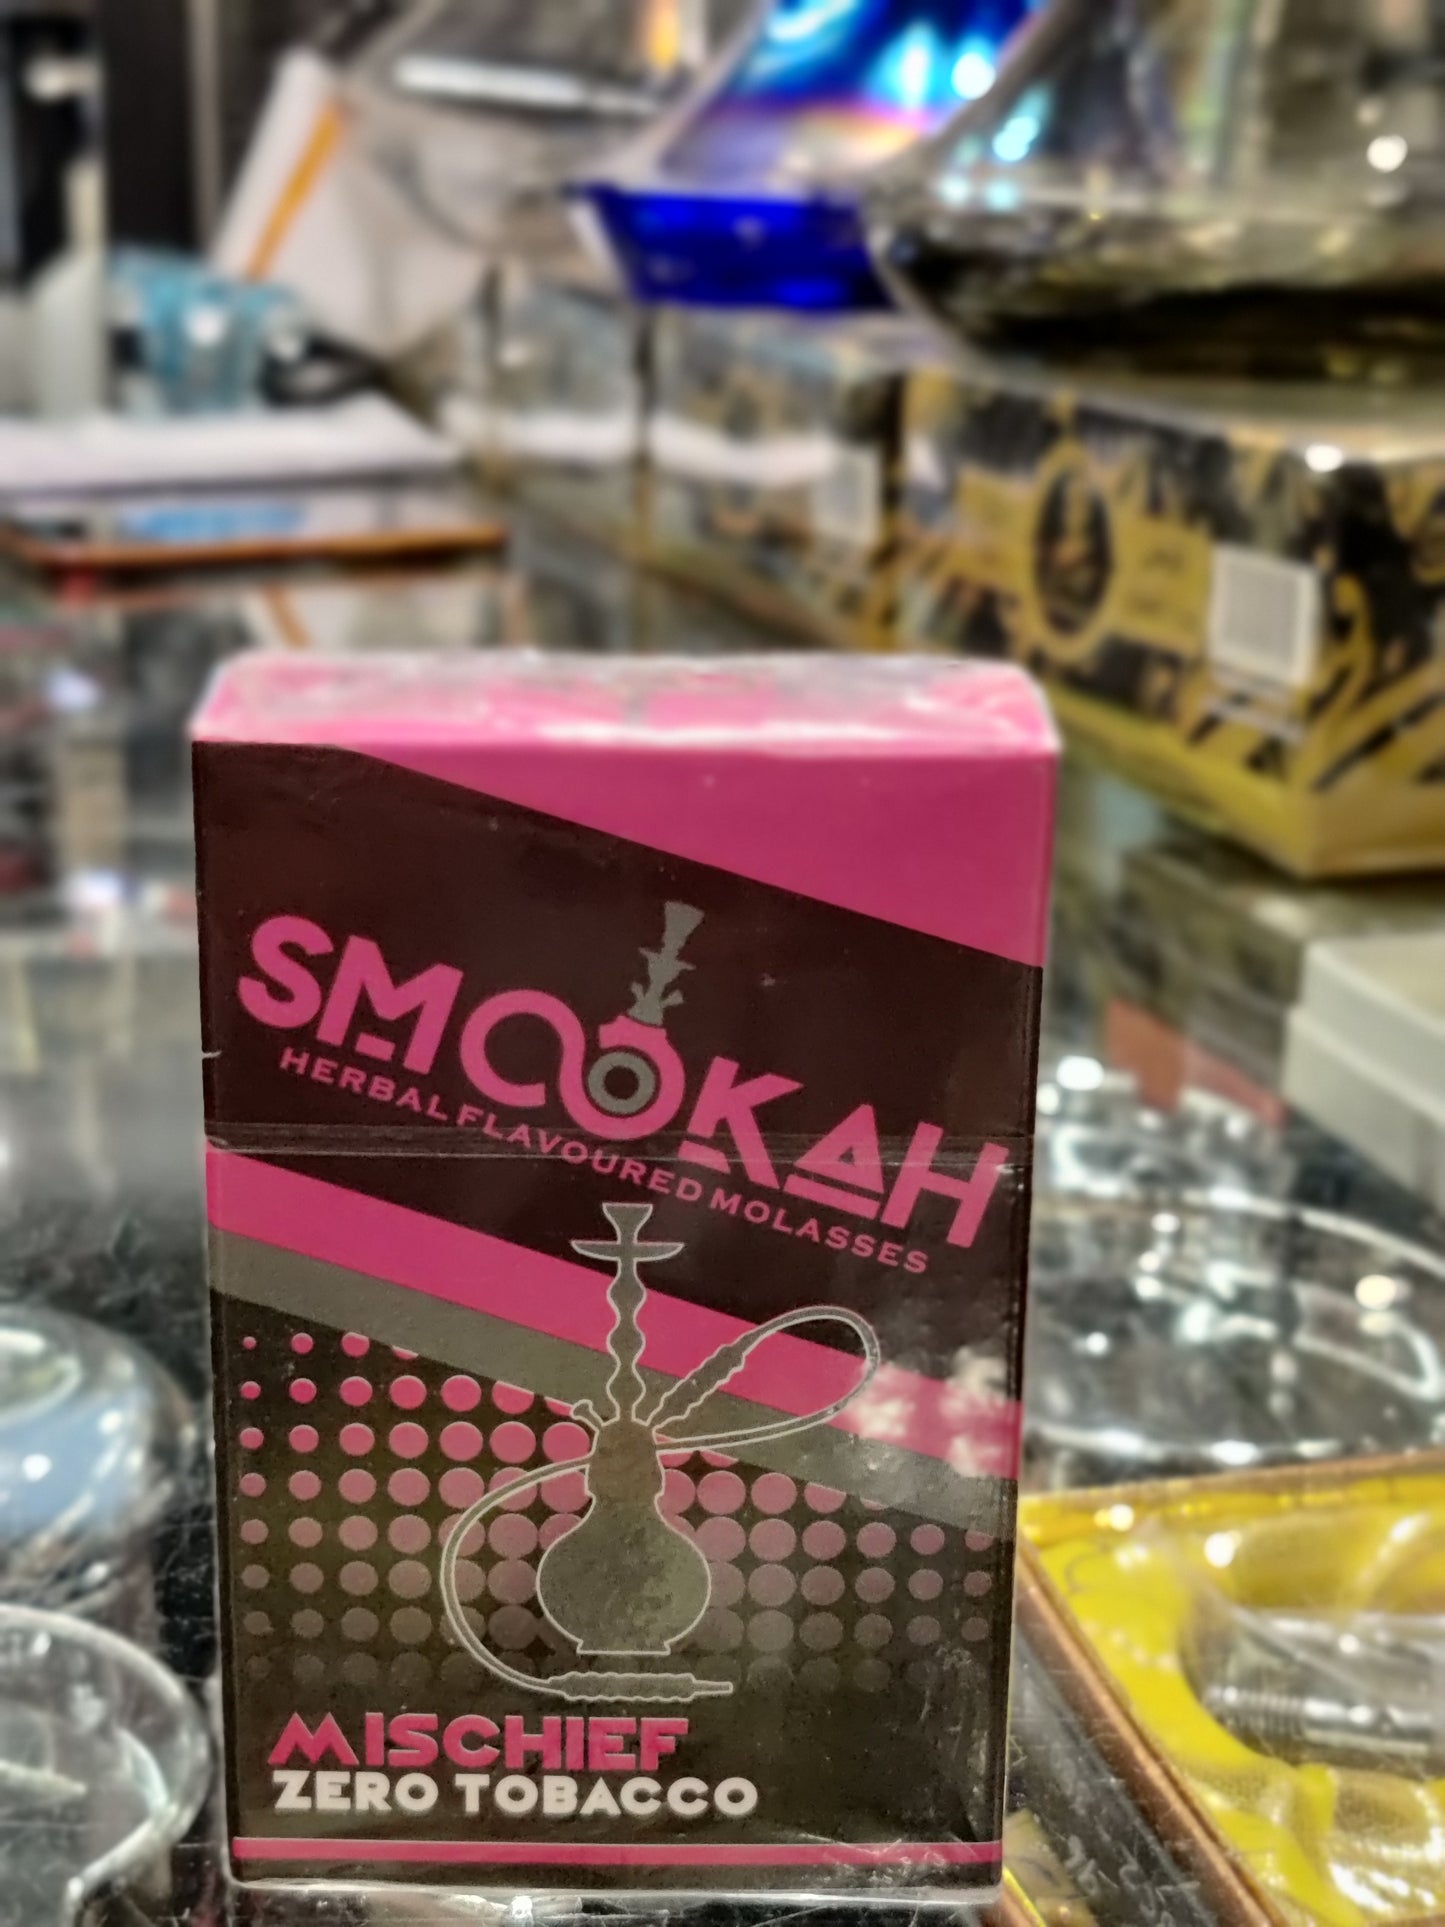 SMOOKAH
HERBAL FLAVOURED MOLASSES
MISCHIEF
ZERO TOBACCO